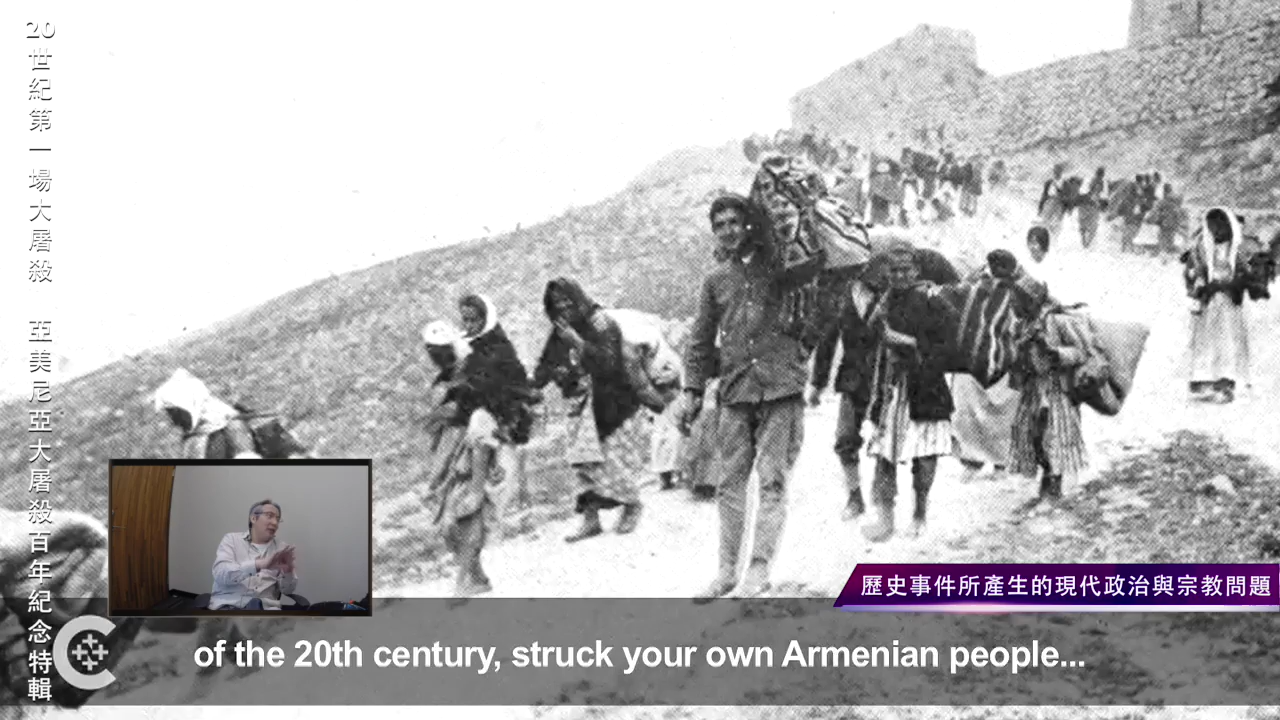 20世紀第一場大屠殺 亞美尼亞大屠殺百年紀念特輯
歷史事件所產生的現代政治與宗教問題
of the 20th century, struck your own Armenian people...